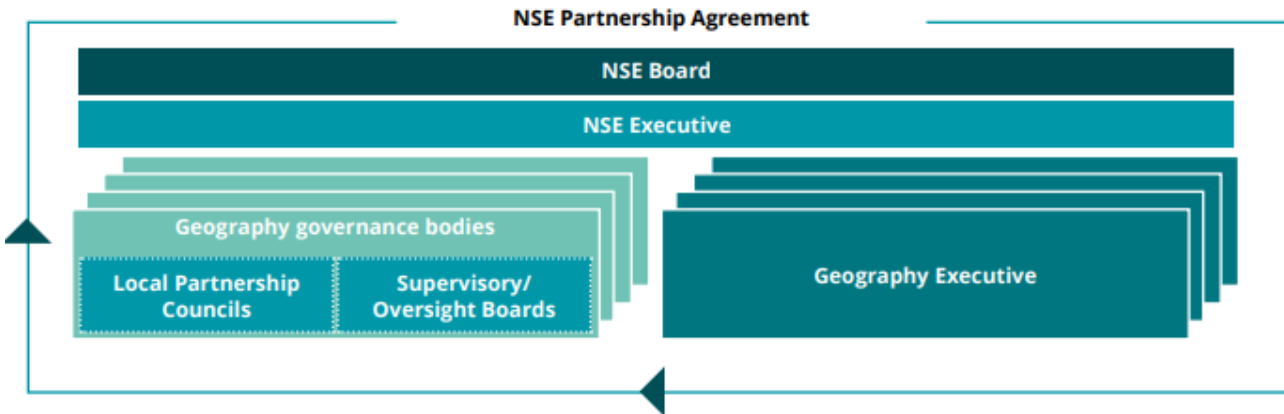 NSE Partnership Agreement
NSE Board
NSE Executive
Geography governance bodies
Local Partnership
Councils
Supervisory/
Oversight Boards
Geography Executive